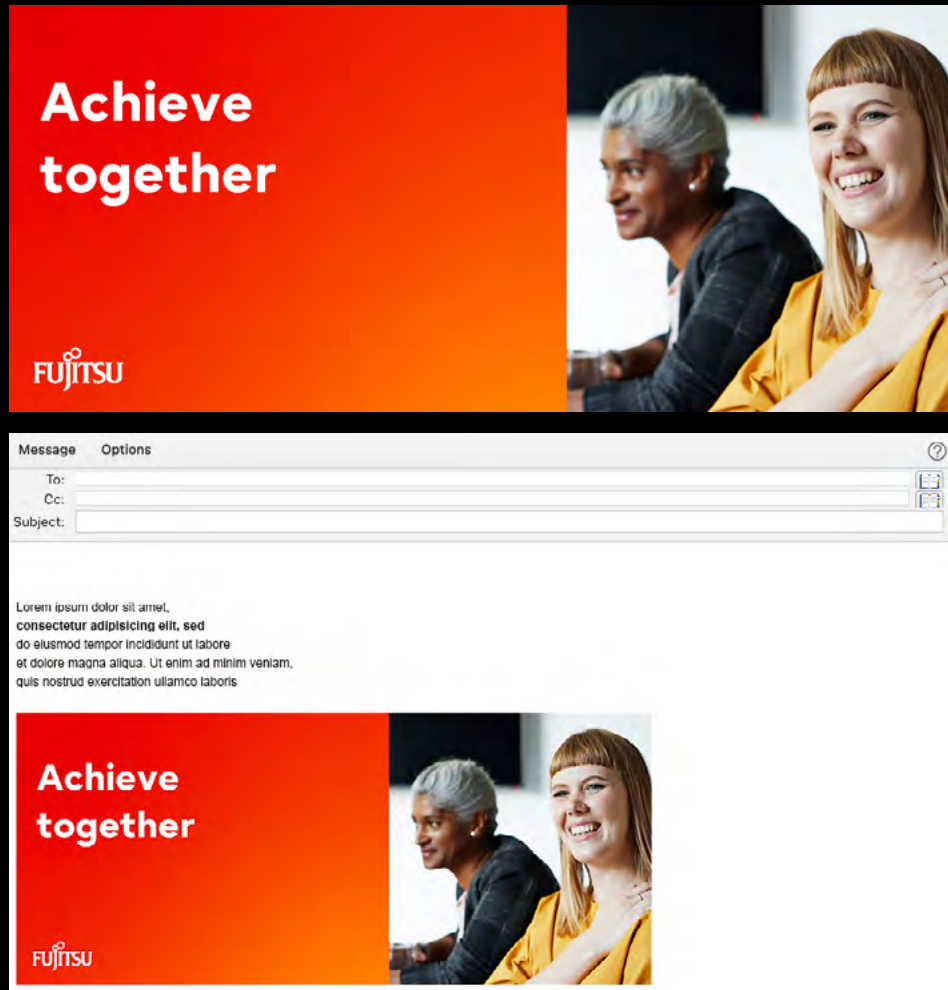 Achieve
together
FUJITSU
Message Options
To:
Cc:
Subject:
Lorem ipsum dolor sit amet,
consectetur adipisicing elit, sed
do eiusmod tempor incididunt ut labore
et dolore magna aliqua. Ut enim ad minim veniam,
quis nostrud exercitation ullamco laboris
Achieve
together
FUJITSU